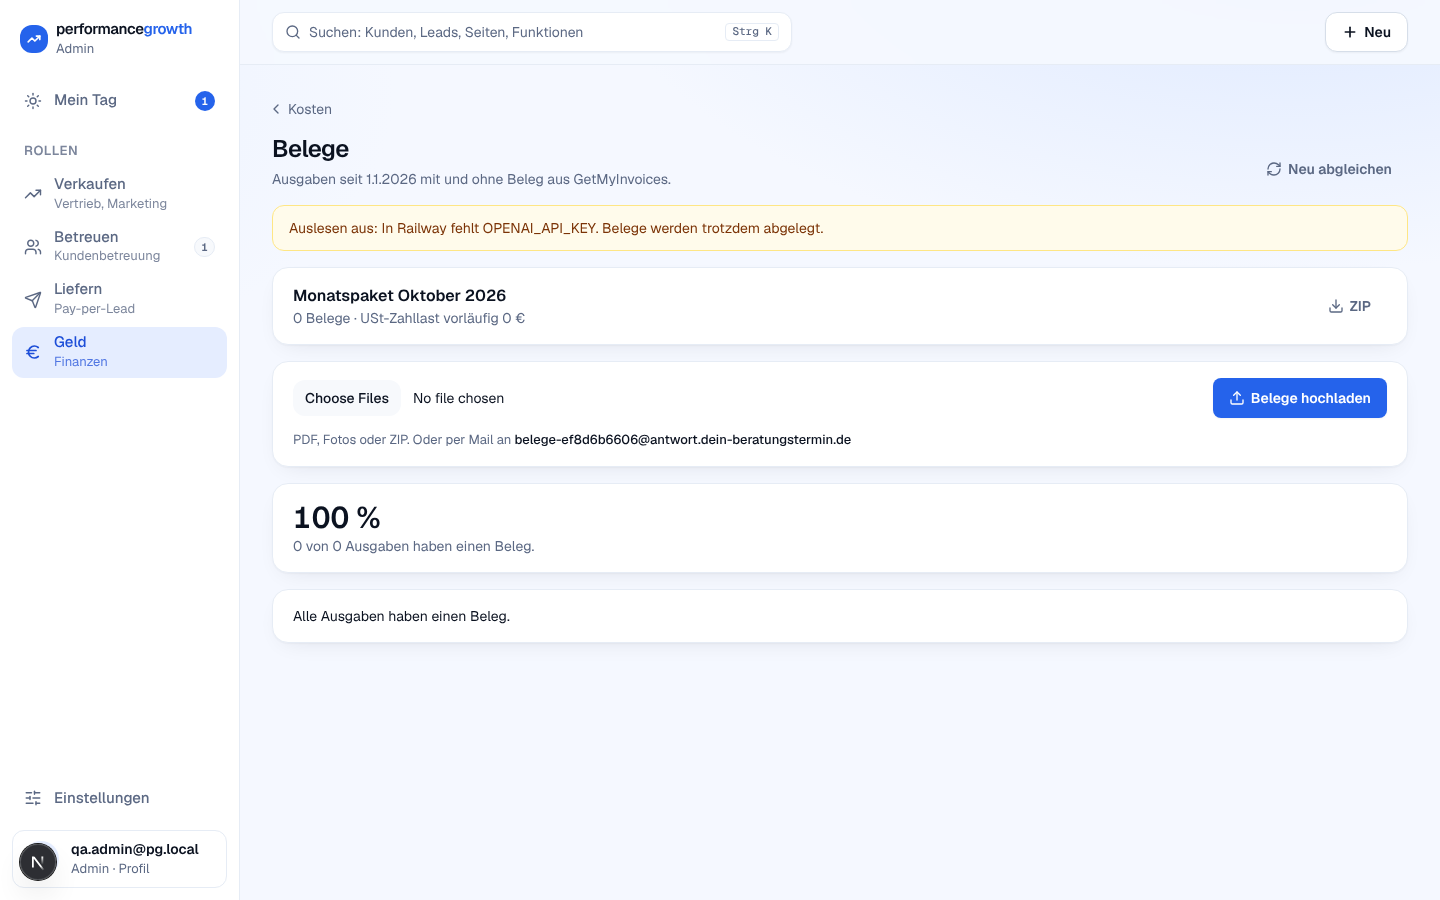 performancegrowth
Admin
Suchen: Kunden, Leads, Seiten, Funktionen
Strg K
Neu
Mein Tag
1
ROLLEN
Verkaufen
Vertrieb, Marketing
Betreuen
Kundenbetreuung
1
Liefern
Pay-per-Lead
Geld
Finanzen
Einstellungen
N
qa.admin@pg.local
Admin · Profil
Kosten
Belege
Ausgaben seit 1.1.2026 mit und ohne Beleg aus GetMyInvoices.
Neu abgleichen
Auslesen aus: In Railway fehlt OPENAI_API_KEY. Belege werden trotzdem abgelegt.
Monatspaket Oktober 2026
0 Belege · USt-Zahllast vorläufig 0 €
ZIP
Choose Files No file chosen
Belege hochladen
PDF, Fotos oder ZIP. Oder per Mail an belege-ef8d6b6606@antwort.dein-beratungstermin.de
100 %
0 von 0 Ausgaben haben einen Beleg.
Alle Ausgaben haben einen Beleg.